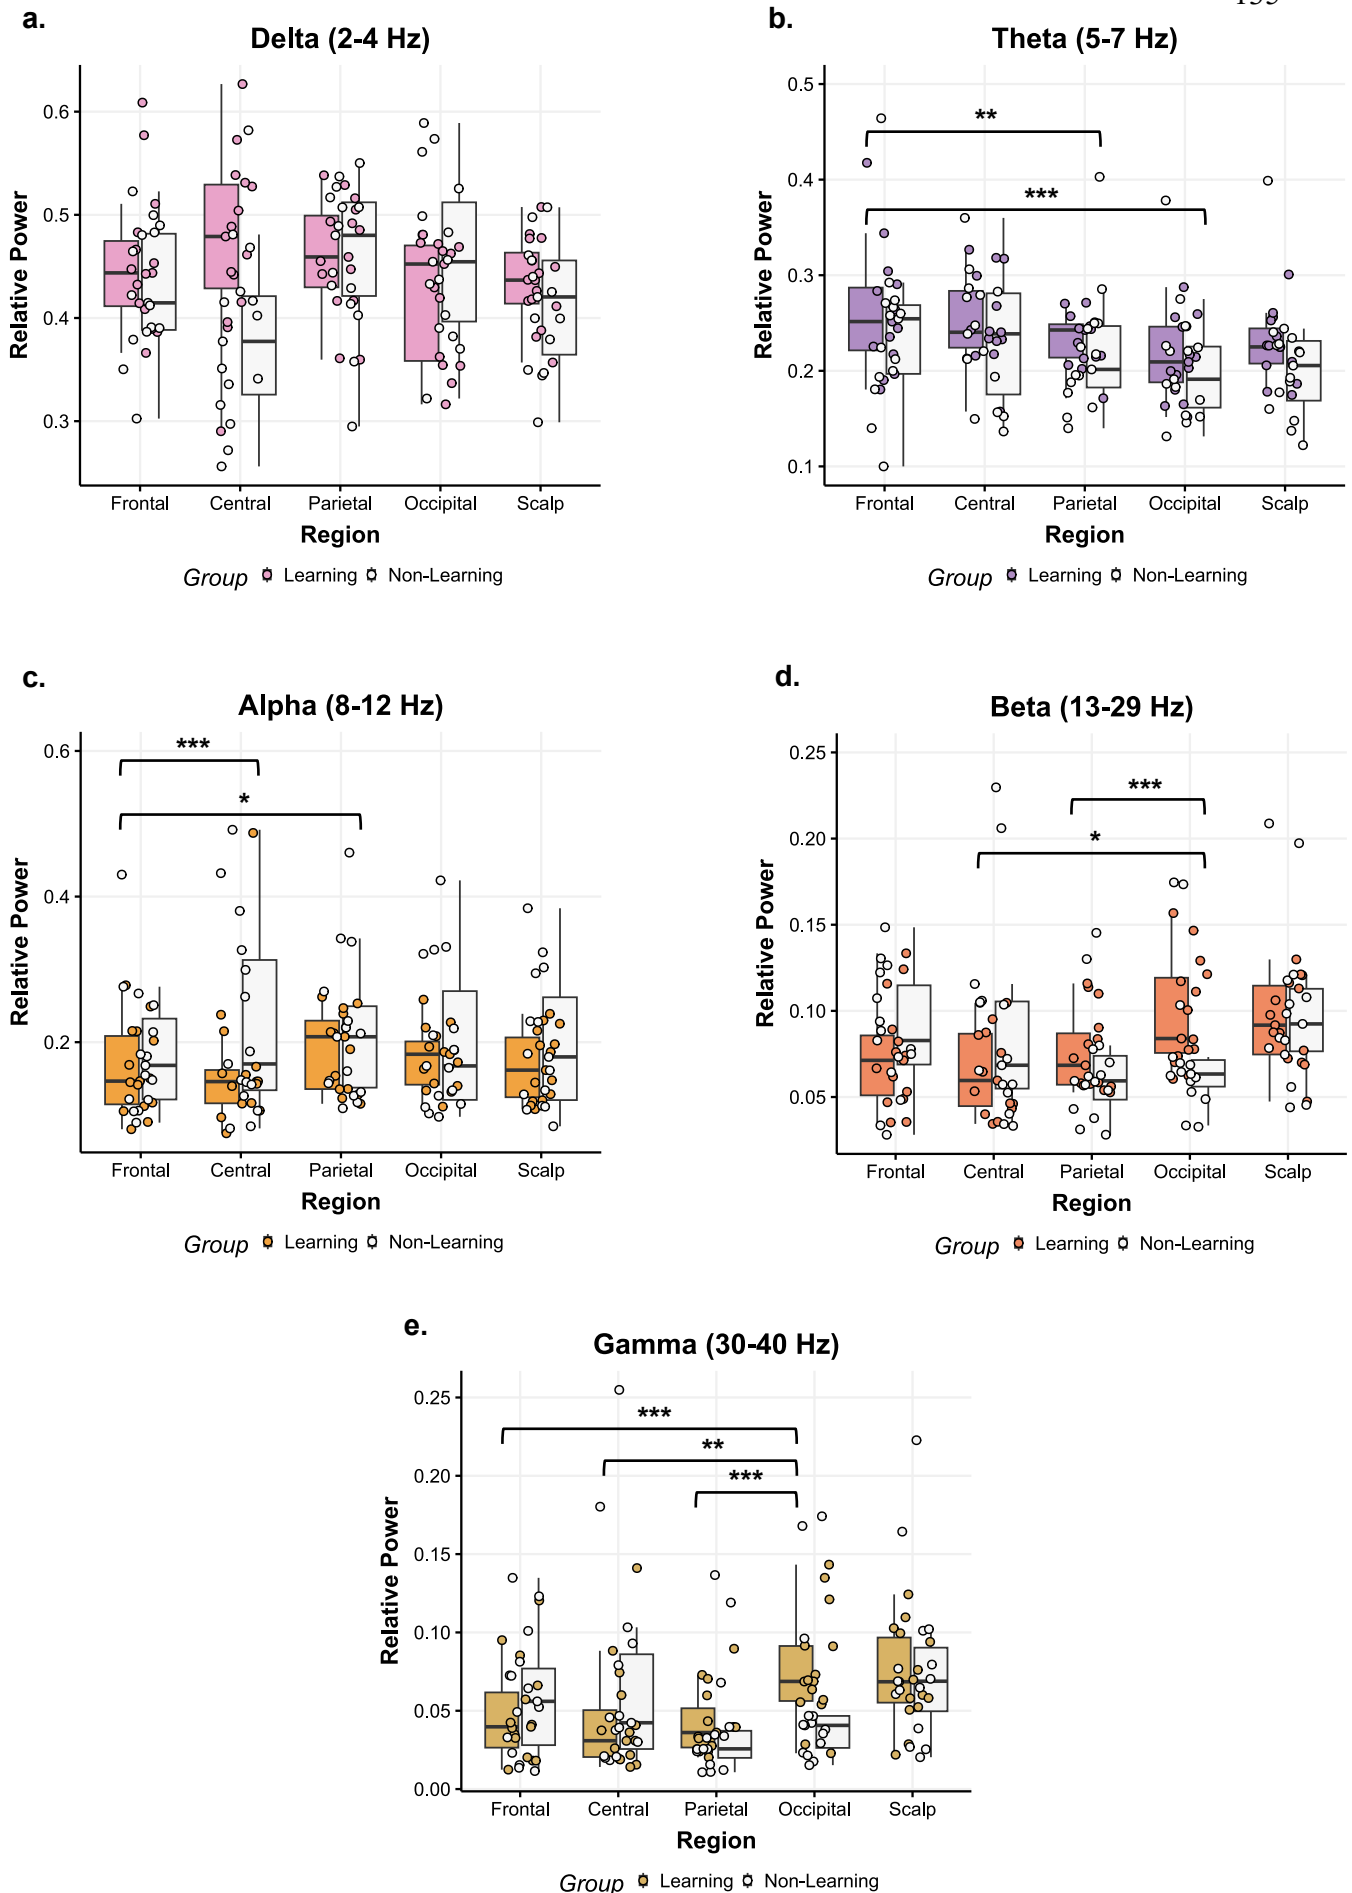 a.
Delta (2-4 Hz)
0.6
0.5
0.4
0.3
Relative Power
Frontal Central Parietal Occipital Scalp
Region
Group Learning Non-Learning
b.
Theta (5-7 Hz)
**
***
0.5
0.4
0.3
0.2
0.1
Relative Power
Frontal Central Parietal Occipital Scalp
Region
Group Learning Non-Learning
c.
Alpha (8-12 Hz)
***
*
0.6
0.4
0.2
Relative Power
Frontal Central Parietal Occipital Scalp
Region
Group Learning Non-Learning
d.
Beta (13-29 Hz)
***
*
0.25
0.20
0.15
0.10
0.05
Relative Power
Frontal Central Parietal Occipital Scalp
Region
Group Learning Non-Learning
e.
Gamma (30-40 Hz)
***
**
***
0.25
0.20
0.15
0.10
0.05
0.00
Relative Power
Frontal Central Parietal Occipital Scalp
Region
Group Learning Non-Learning